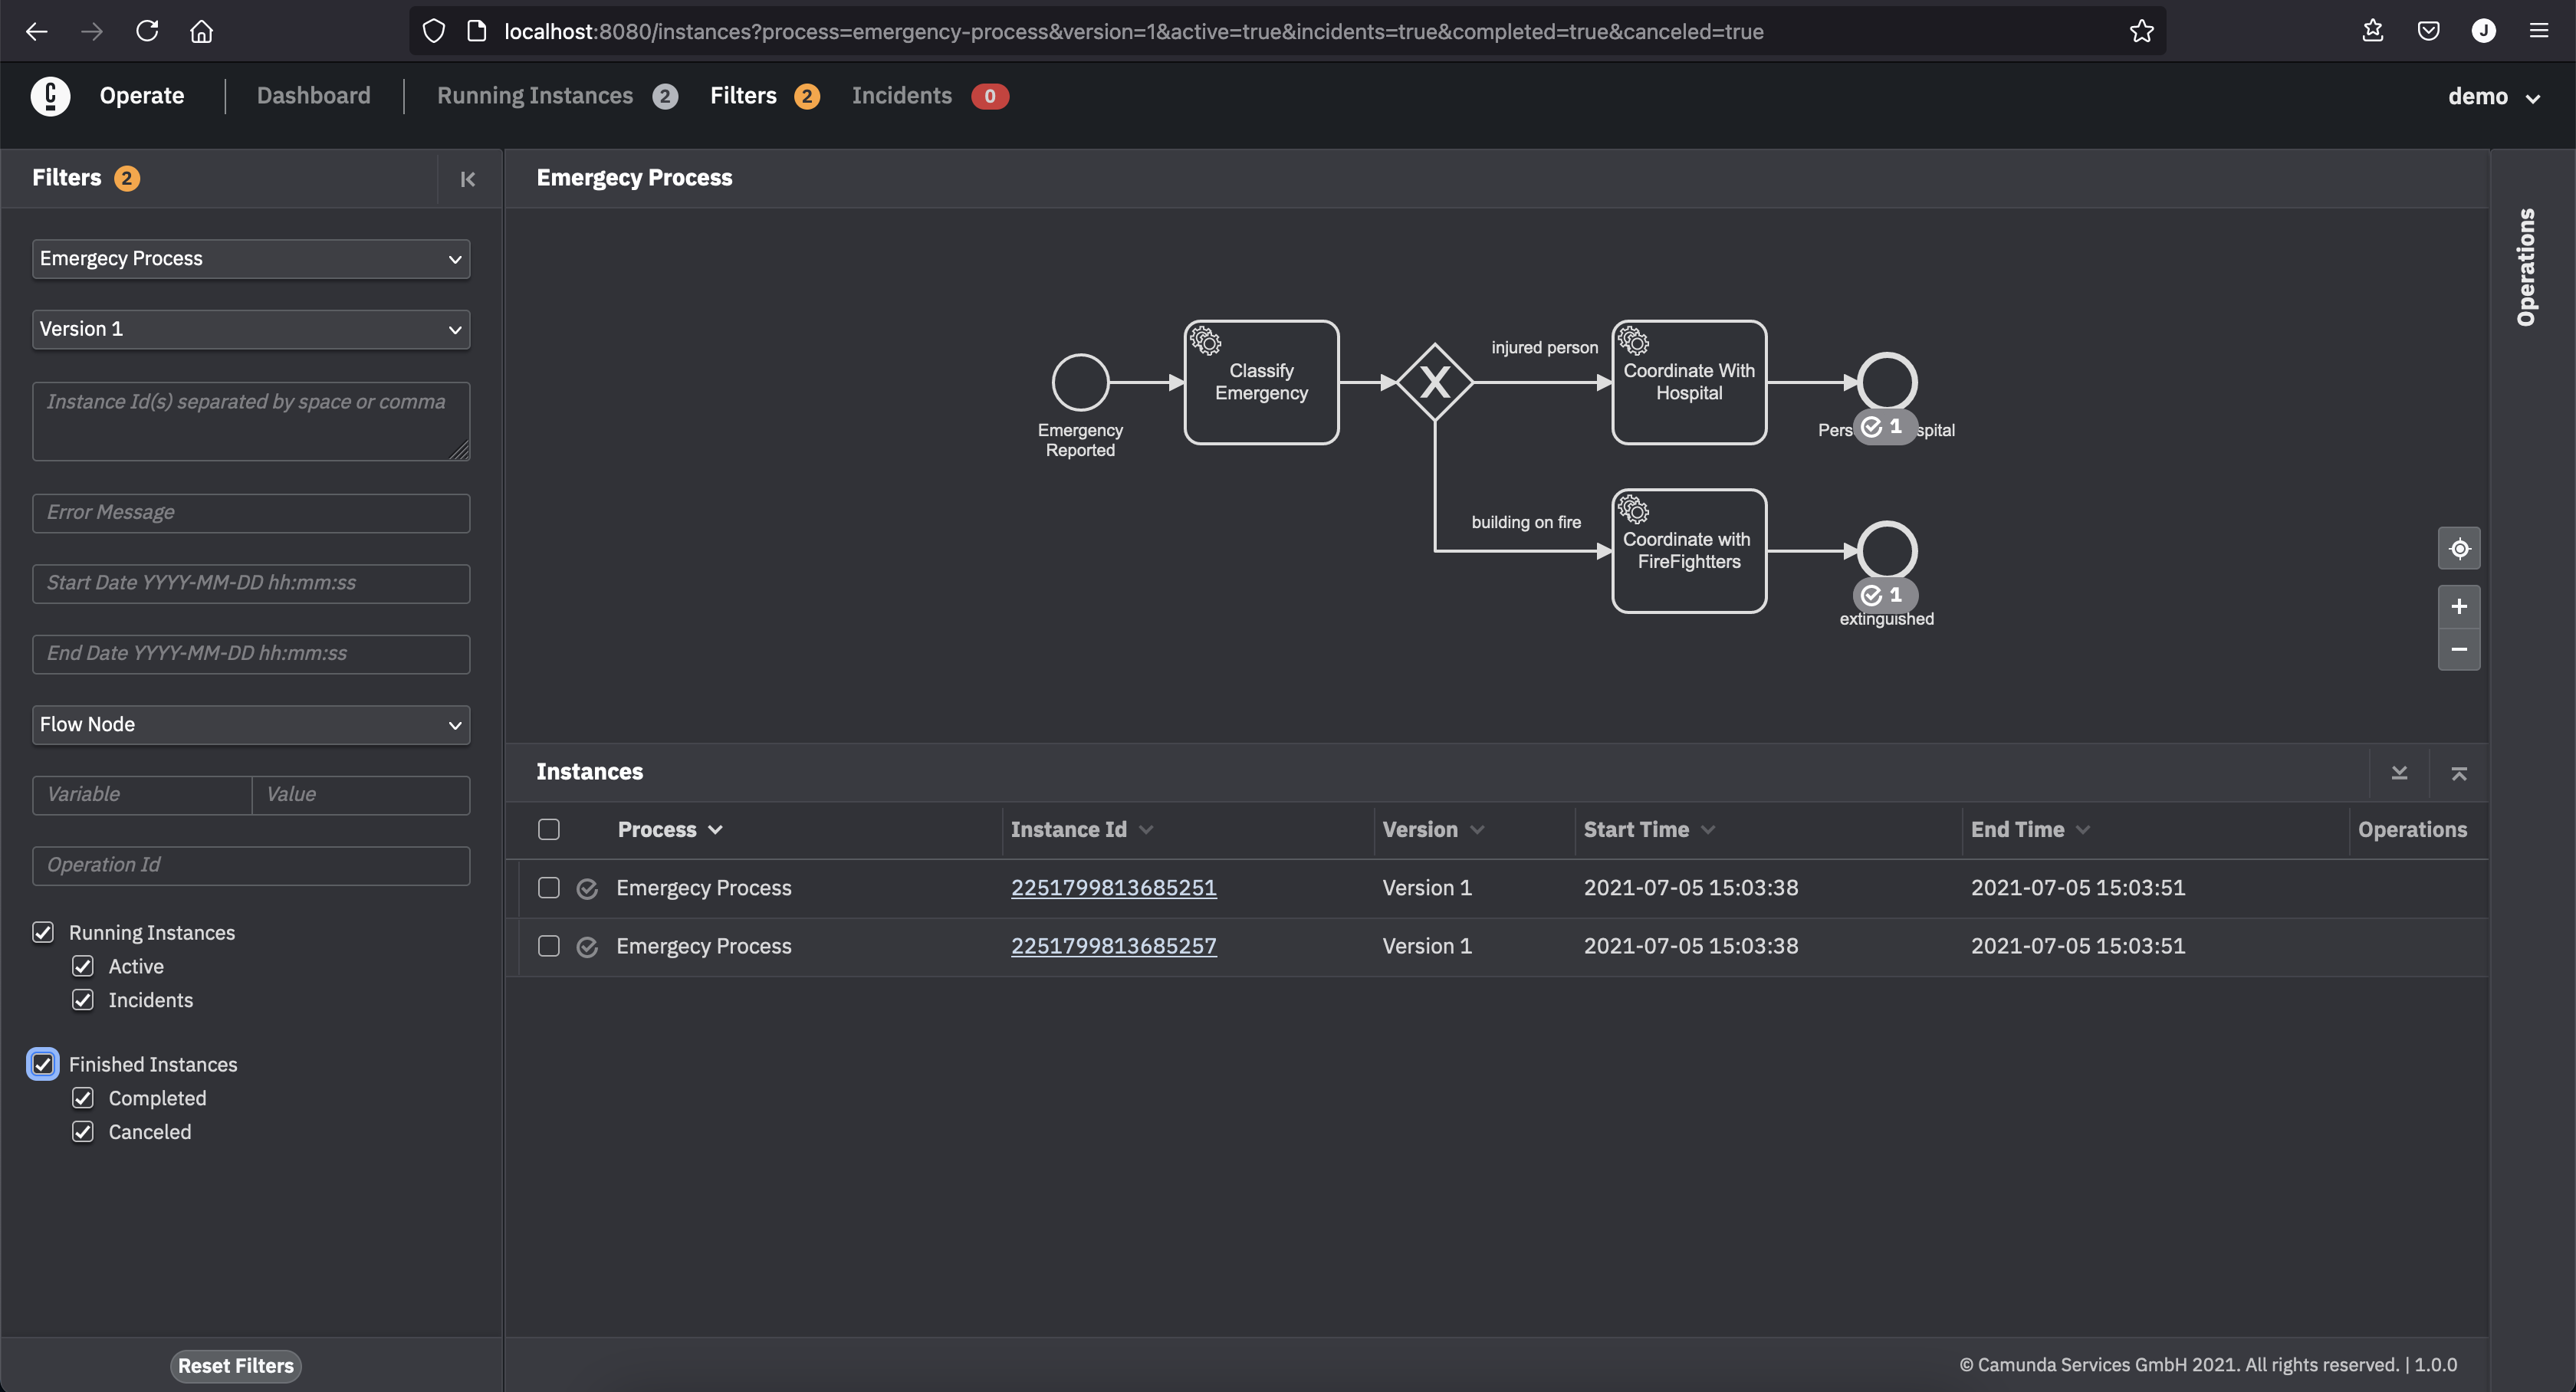 localhost:8080/instances?process=emergency-process&version=1&active=true&incidents=true&completed=true&canceled=true
J
Operate Dashboard Running Instances 2 Filters 2 Incidents 0 demo
Filters 2
Emergecy Process
Version 1
Instance Id(s) separated by space or comma
Error Message
Start Date YYYY-MM-DD hh:mm:ss
End Date YYYY-MM-DD hh:mm:ss
Flow Node
Variable Value
Operation Id
Running Instances
Active
Incidents
Finished Instances
Completed
Canceled
Reset Filters
Emergecy Process
Emergency
Reported
Classify
Emergency
X
injured person
Coordinate With
Hospital
1
building on fire
Coordinate with
FireFightters
1
extinguished
Operations
Instances
Process Instance Id Version Start Time End Time Operations
Emergecy Process 2251799813685251 Version 1 2021-07-05 15:03:38 2021-07-05 15:03:51
Emergecy Process 2251799813685257 Version 1 2021-07-05 15:03:38 2021-07-05 15:03:51
© Camunda Services GmbH 2021. All rights reserved. | 1.0.0